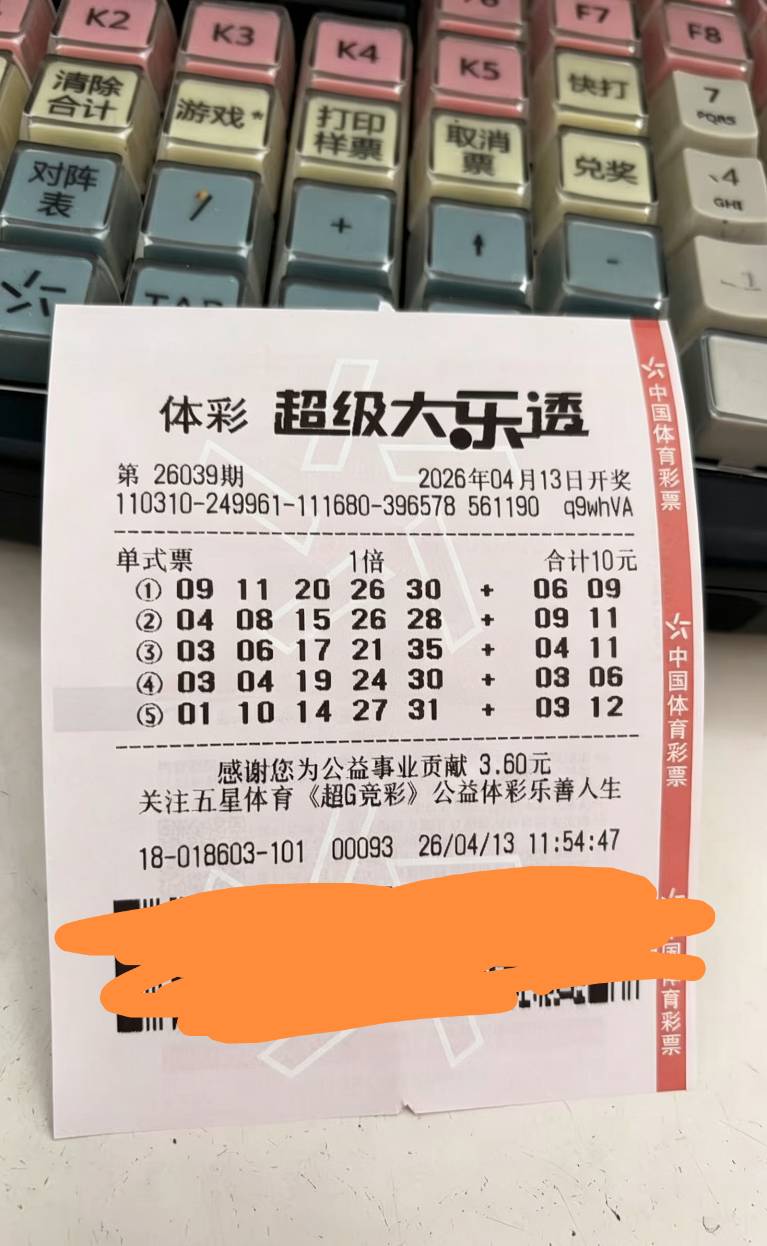 K2 K3 K4 K5 F7 F8
清除合计 游戏* 打印样票 取消票 快打 兑奖 7 PQRS
对阵表 / + ↑ - 4 GHI
TAB 1
体彩 超级大乐透
第 26039期 2026年04月13日开奖
110310-249961-111680-396578 561190 q9whVA
单式票 1倍 合计10元
① 09 11 20 26 30 + 06 09
② 04 08 15 26 28 + 09 11
③ 03 06 17 21 35 + 04 11
④ 03 04 19 24 30 + 03 06
⑤ 01 10 14 27 31 + 03 12
感谢您为公益事业贡献 3.60元
关注五星体育《超G竞彩》公益体彩乐善人生
18-018603-101 00093 26/04/13 11:54:47
中国体育彩票
中国体育彩票
国体育彩票